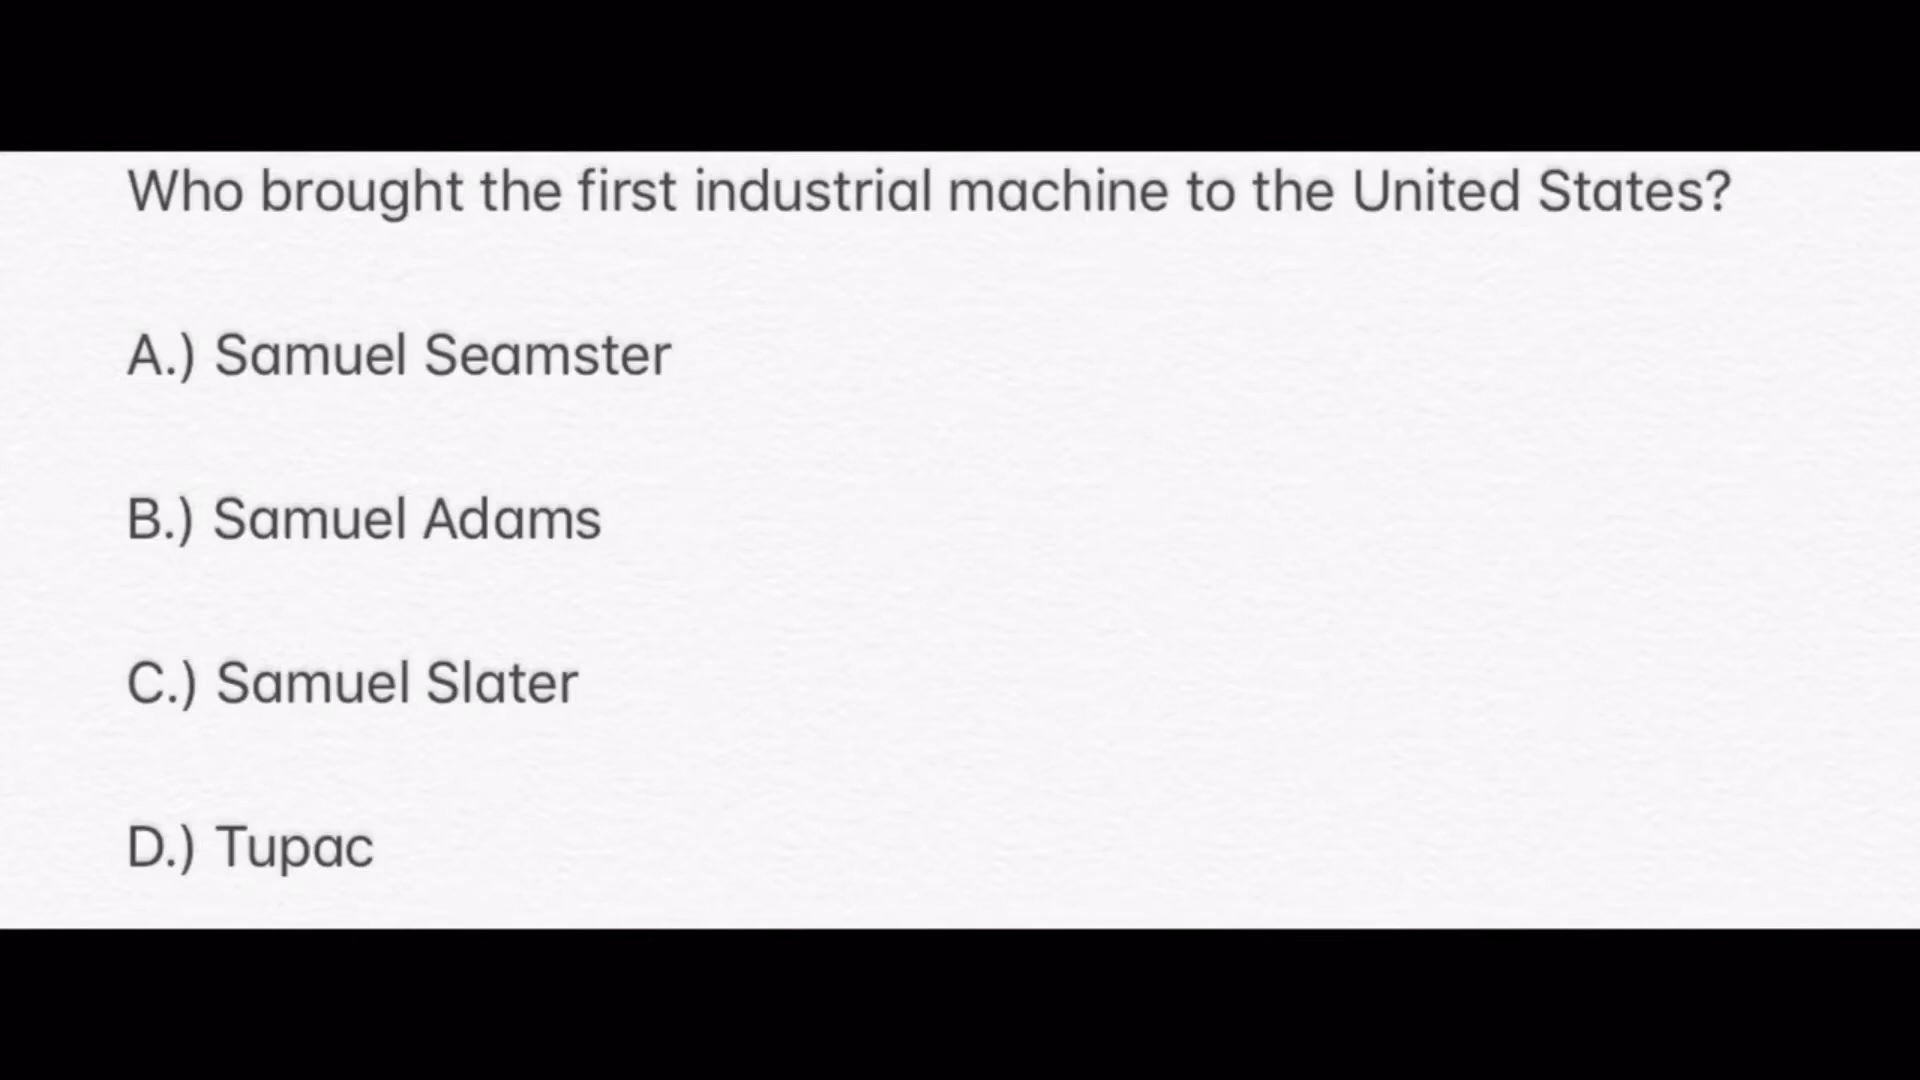 Who brought the first industrial machine to the United States?
A.) Samuel Seamster
B.) Samuel Adams
C.) Samuel Slater
D.) Tupac